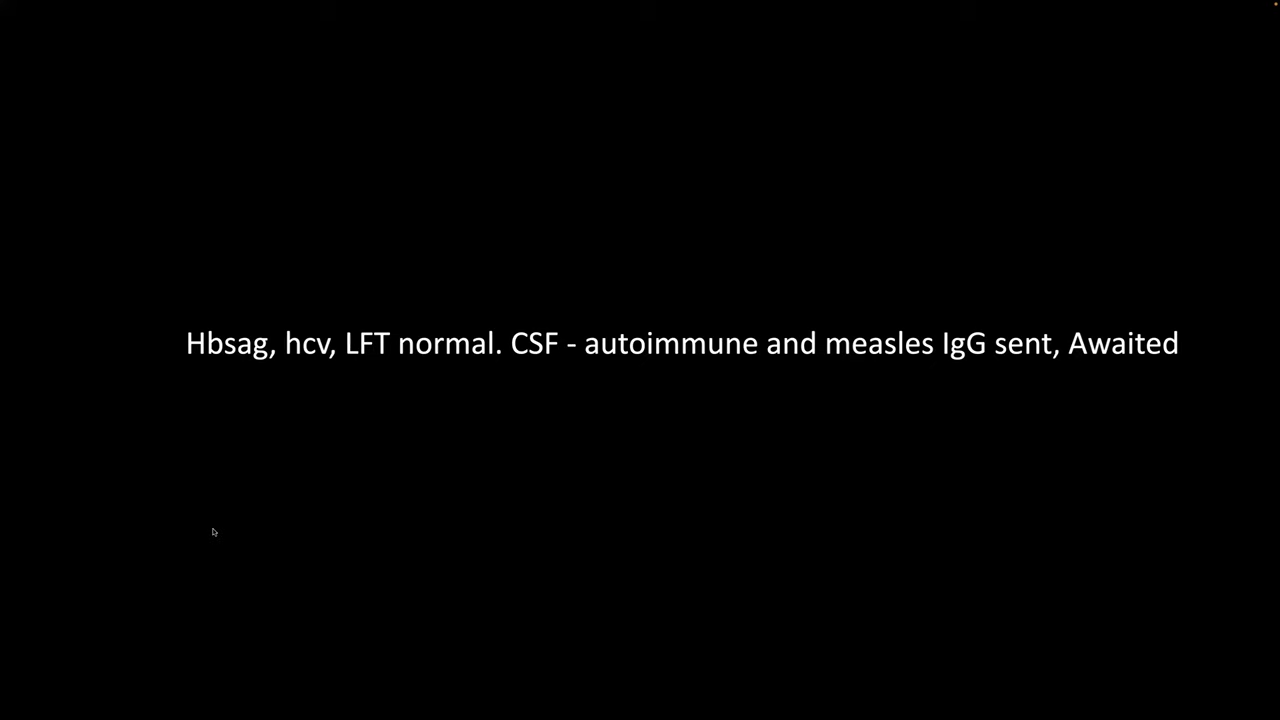 Hbsag, hcv, LFT normal. CSF - autoimmune and measles IgG sent, Awaited